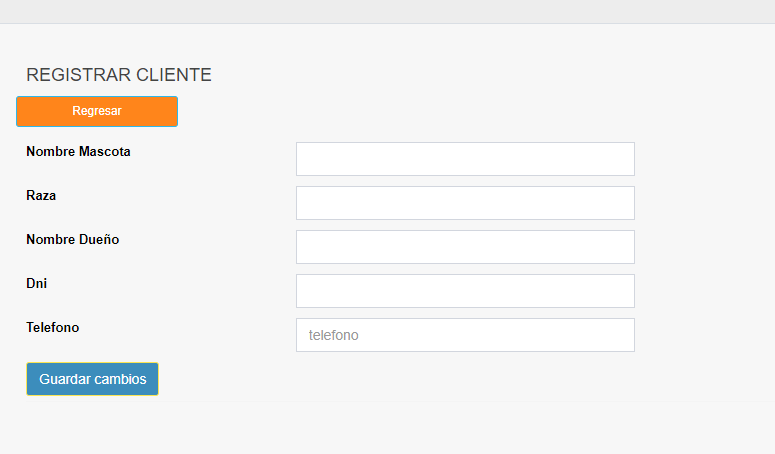 REGISTRAR CLIENTE
Regresar
Nombre Mascota
Raza
Nombre Dueño
Dni
Telefono
telefono
Guardar cambios